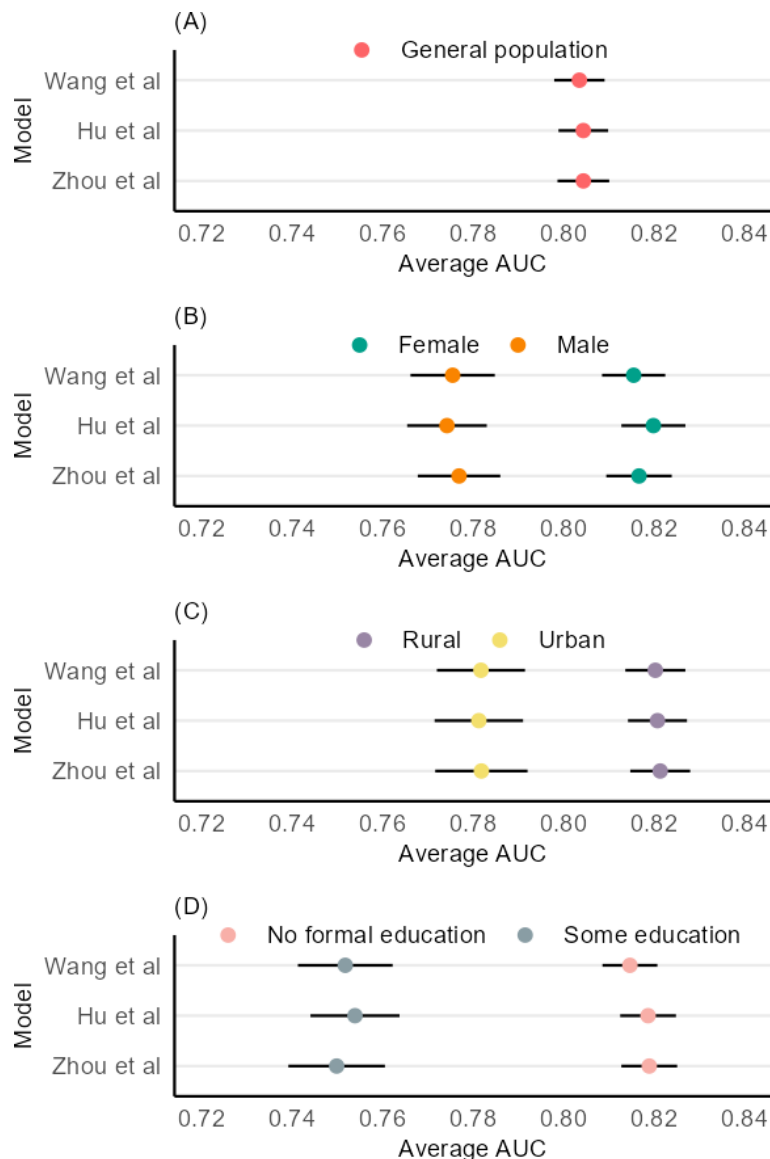 (A)
General population
Wang et al
Hu et al
Zhou et al
Model
0.72 0.74 0.76 0.78 0.80 0.82 0.84
Average AUC
(B)
Female Male
Wang et al
Hu et al
Zhou et al
Model
0.72 0.74 0.76 0.78 0.80 0.82 0.84
Average AUC
(C)
Rural Urban
Wang et al
Hu et al
Zhou et al
Model
0.72 0.74 0.76 0.78 0.80 0.82 0.84
Average AUC
(D)
No formal education Some education
Wang et al
Hu et al
Zhou et al
Model
0.72 0.74 0.76 0.78 0.80 0.82 0.84
Average AUC